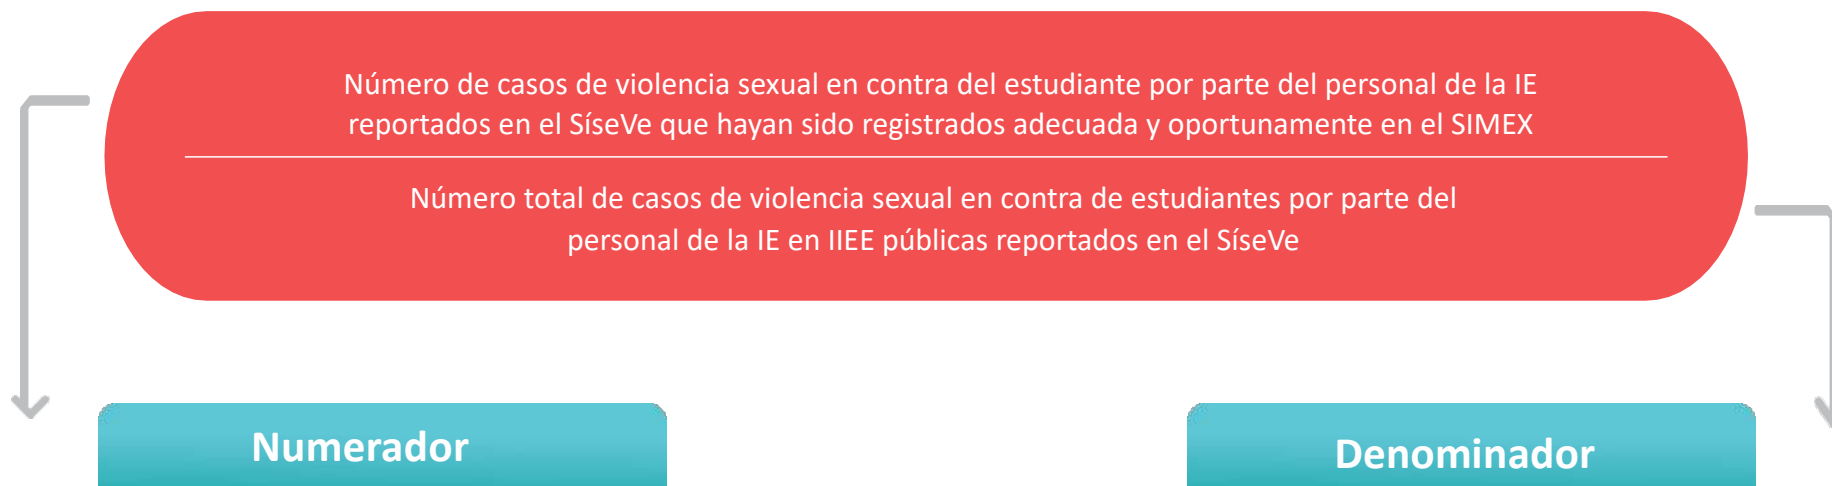 Número de casos de violencia sexual en contra del estudiante por parte del personal de la IE
reportados en el SíseVe que hayan sido registrados adecuada y oportunamente en el SIMEX
Número total de casos de violencia sexual en contra de estudiantes por parte del
personal de la IE en IIEE públicas reportados en el SíseVe
Numerador
Denominador